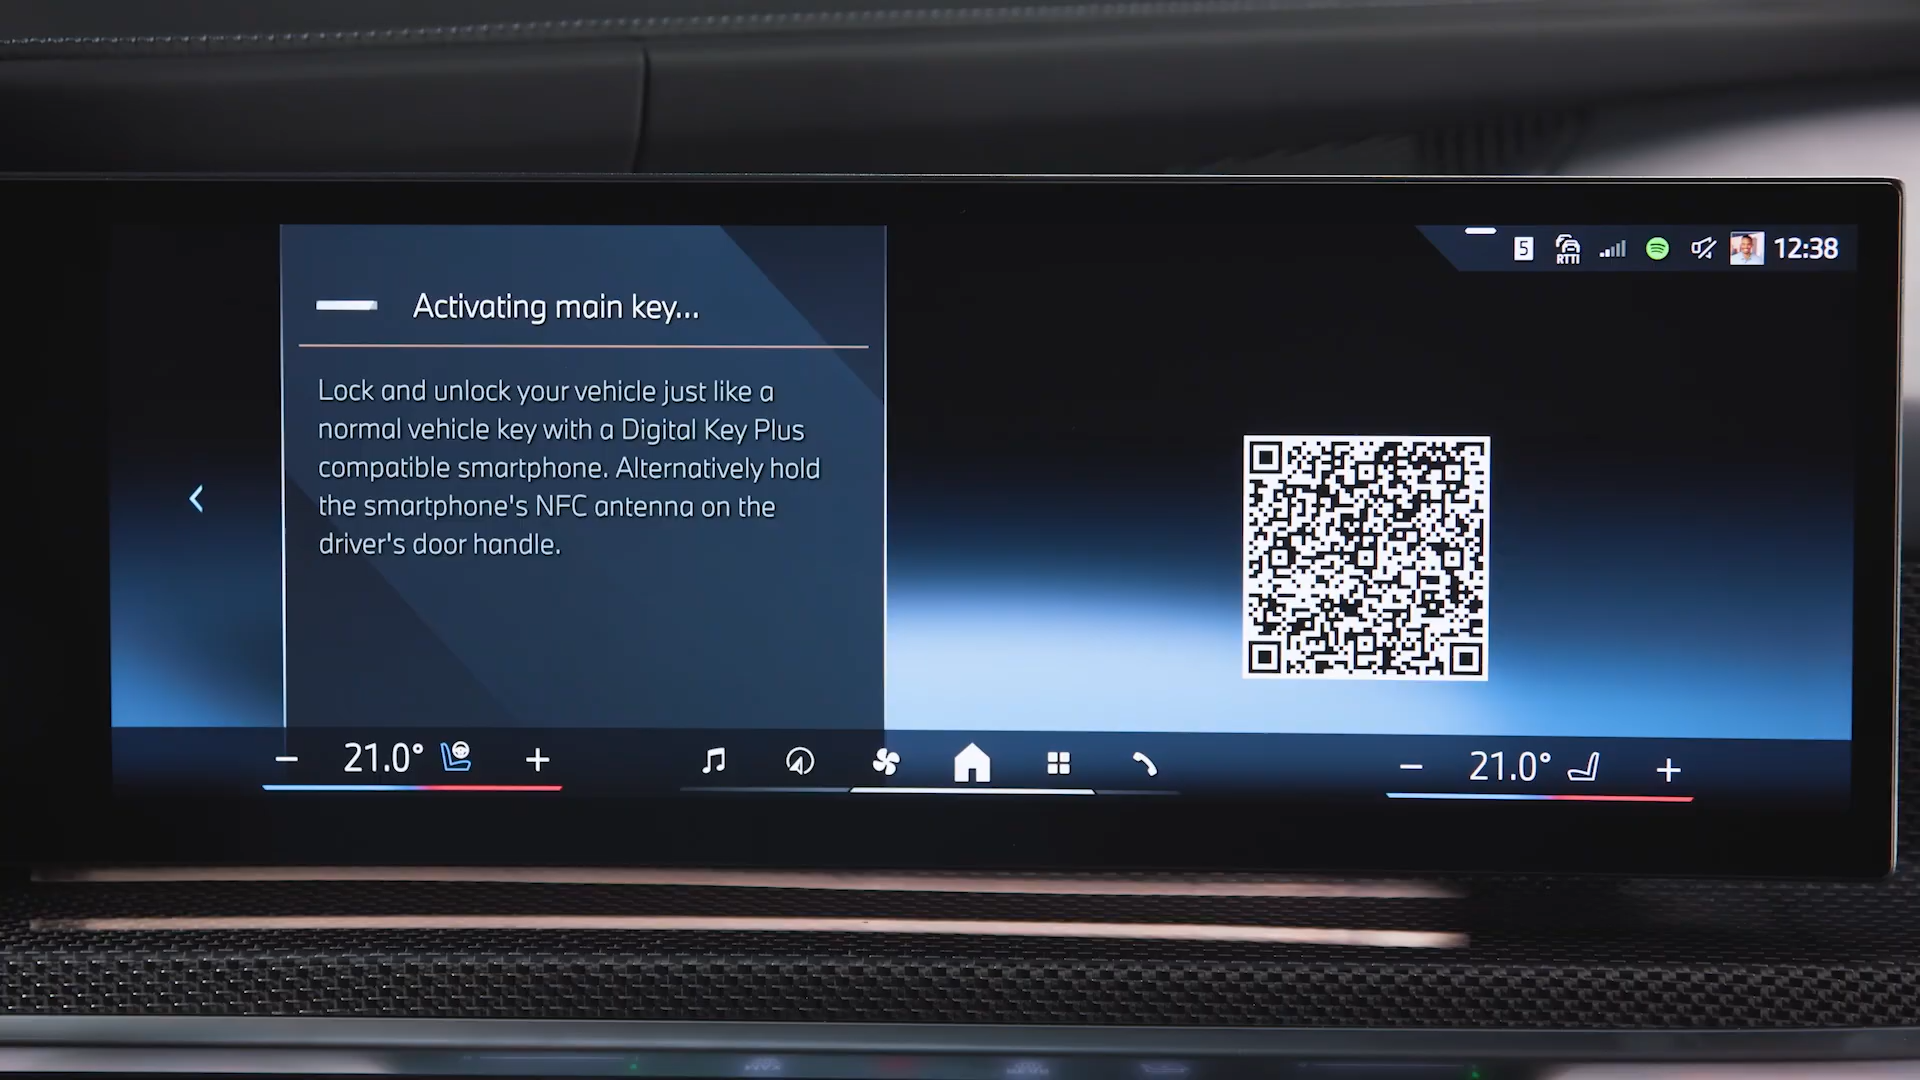 5
RTTI
12:38
Activating main key...
Lock and unlock your vehicle just like a
normal vehicle key with a Digital Key Plus
compatible smartphone. Alternatively hold
the smartphone's NFC antenna on the
driver's door handle.
21.0°
21.0°